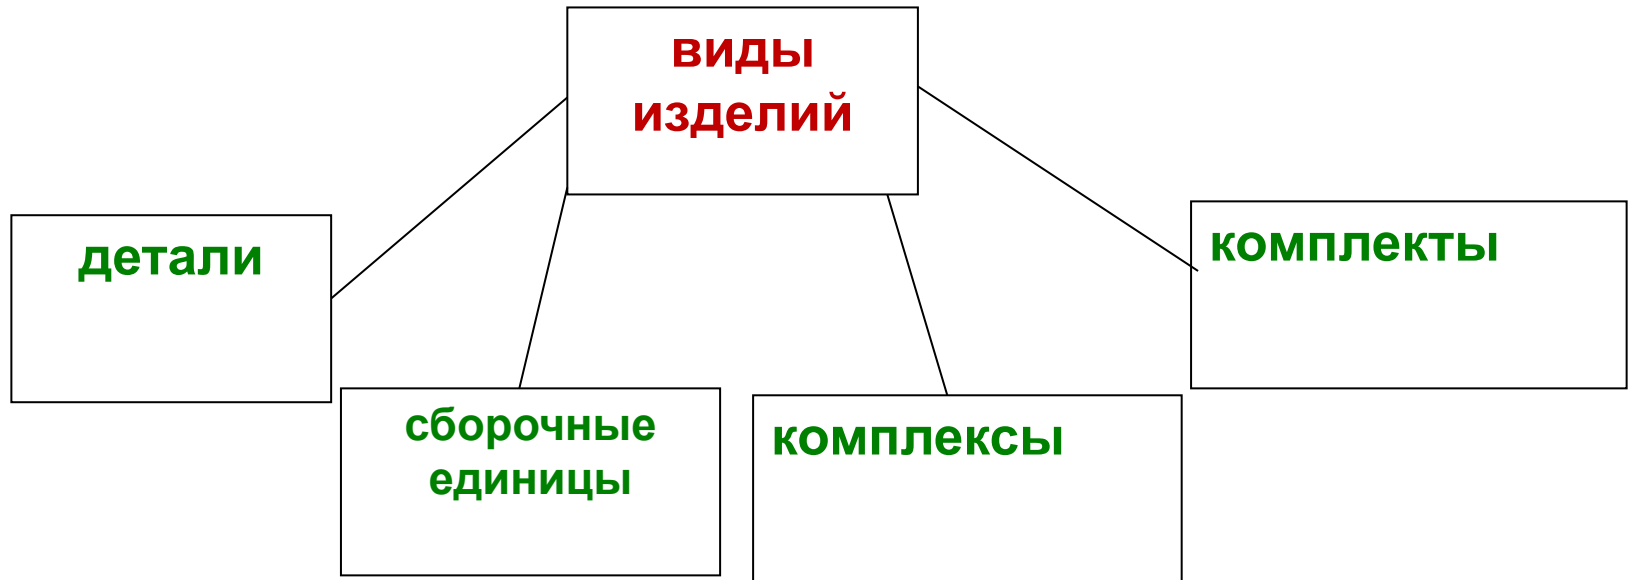 виды
изделий
детали
комплекты
сборочные
единицы
комплексы